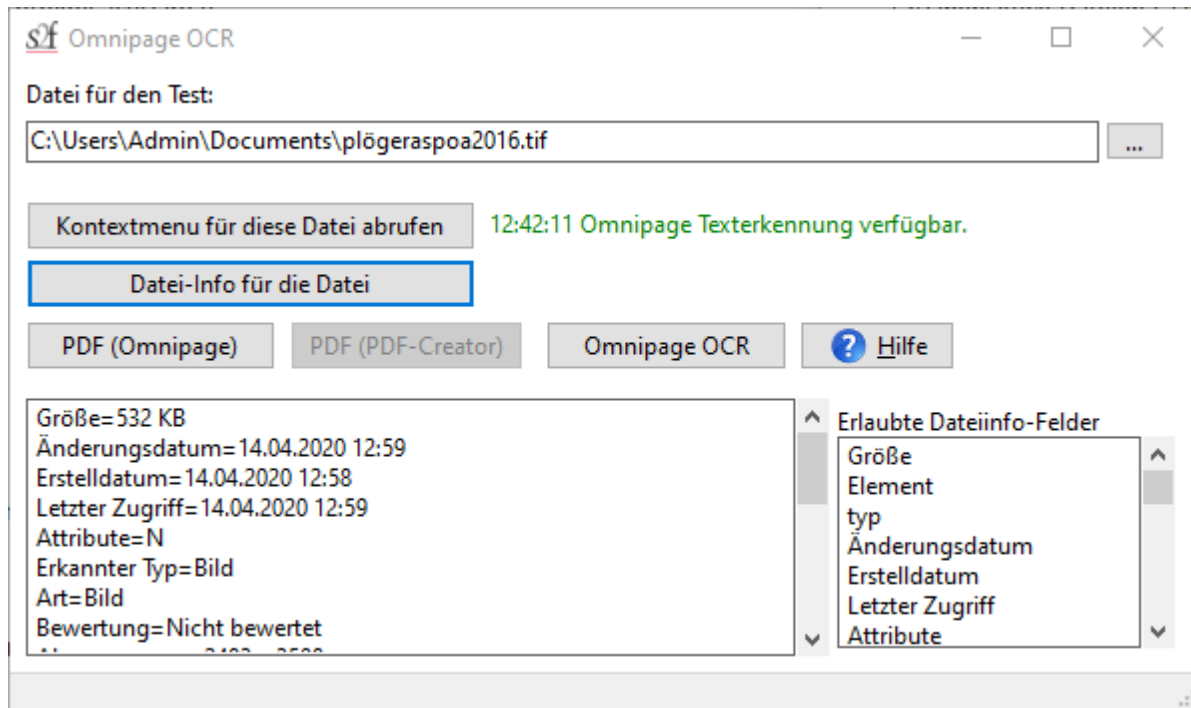 s2f Omnipage OCR
Datei für den Test:
C:\Users\Admin\Documents\plögeraspoa2016.tif
...
Kontextmenu für diese Datei abrufen
12:42:11 Omnipage Texterkennung verfügbar.
Datei-Info für die Datei
PDF (Omnipage)
PDF (PDF-Creator)
Omnipage OCR
? Hilfe
Größe=532 KB
Änderungsdatum=14.04.2020 12:59
Erstelldatum=14.04.2020 12:58
Letzter Zugriff=14.04.2020 12:59
Attribute=N
Erkannter Typ=Bild
Art=Bild
Bewertung=Nicht bewertet
Erlaubte Dateiinfo-Felder
Größe
Element
typ
Änderungsdatum
Erstelldatum
Letzter Zugriff
Attribute